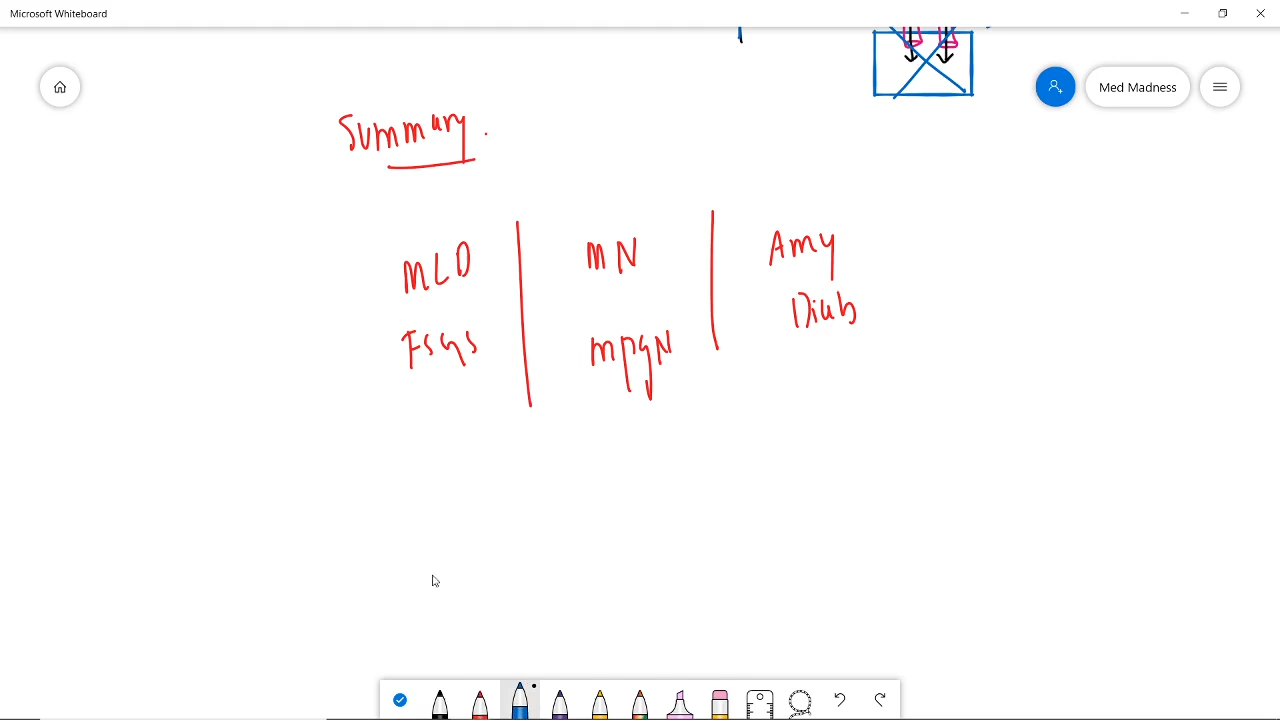 Microsoft Whiteboard
Med Madness
Summary.
MCD MN Amy
Diab
FSGS MPGN